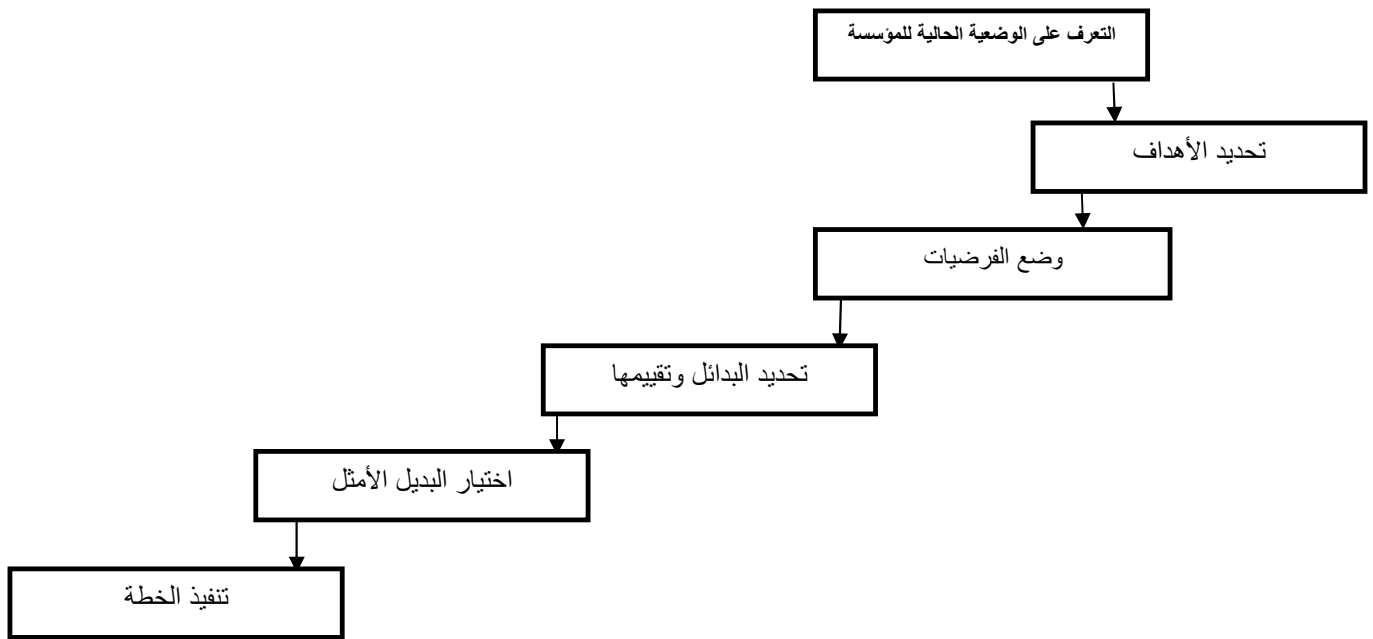 التعرف على الوضعية الحالية للمؤسسة
تحديد الأهداف
وضع الفرضيات
تحديد البدائل وتقييمها
اختيار البديل الأمثل
تنفيذ الخطة